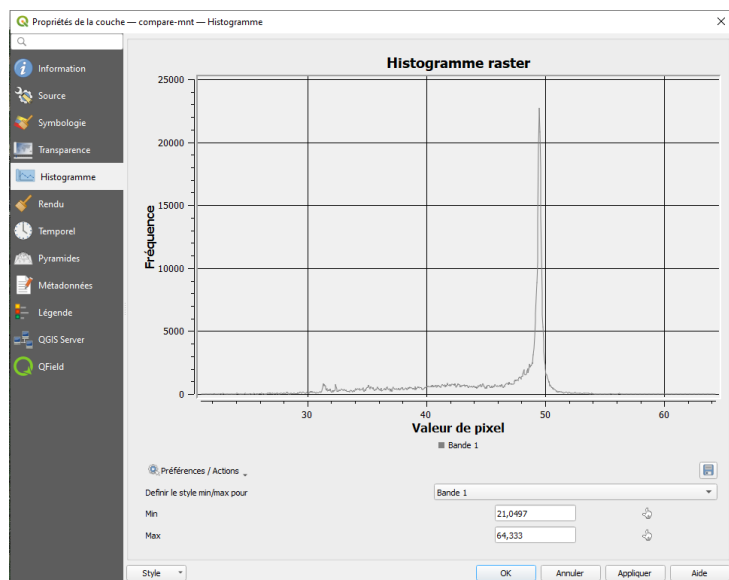 Propriétés de la couche — compare-mnt — Histogramme
Information
Source
Symbologie
Transparence
Histogramme
Rendu
Temporel
Pyramides
Métadonnées
Légende
QGIS Server
QField
Histogramme raster
Fréquence
25000
20000
15000
10000
5000
0
30 40 50 60
Valeur de pixel
Bande 1
Préférences / Actions
Definir le style min/max pour Bande 1
Min 21,0497
Max 64,333
Style OK Annuler Appliquer Aide